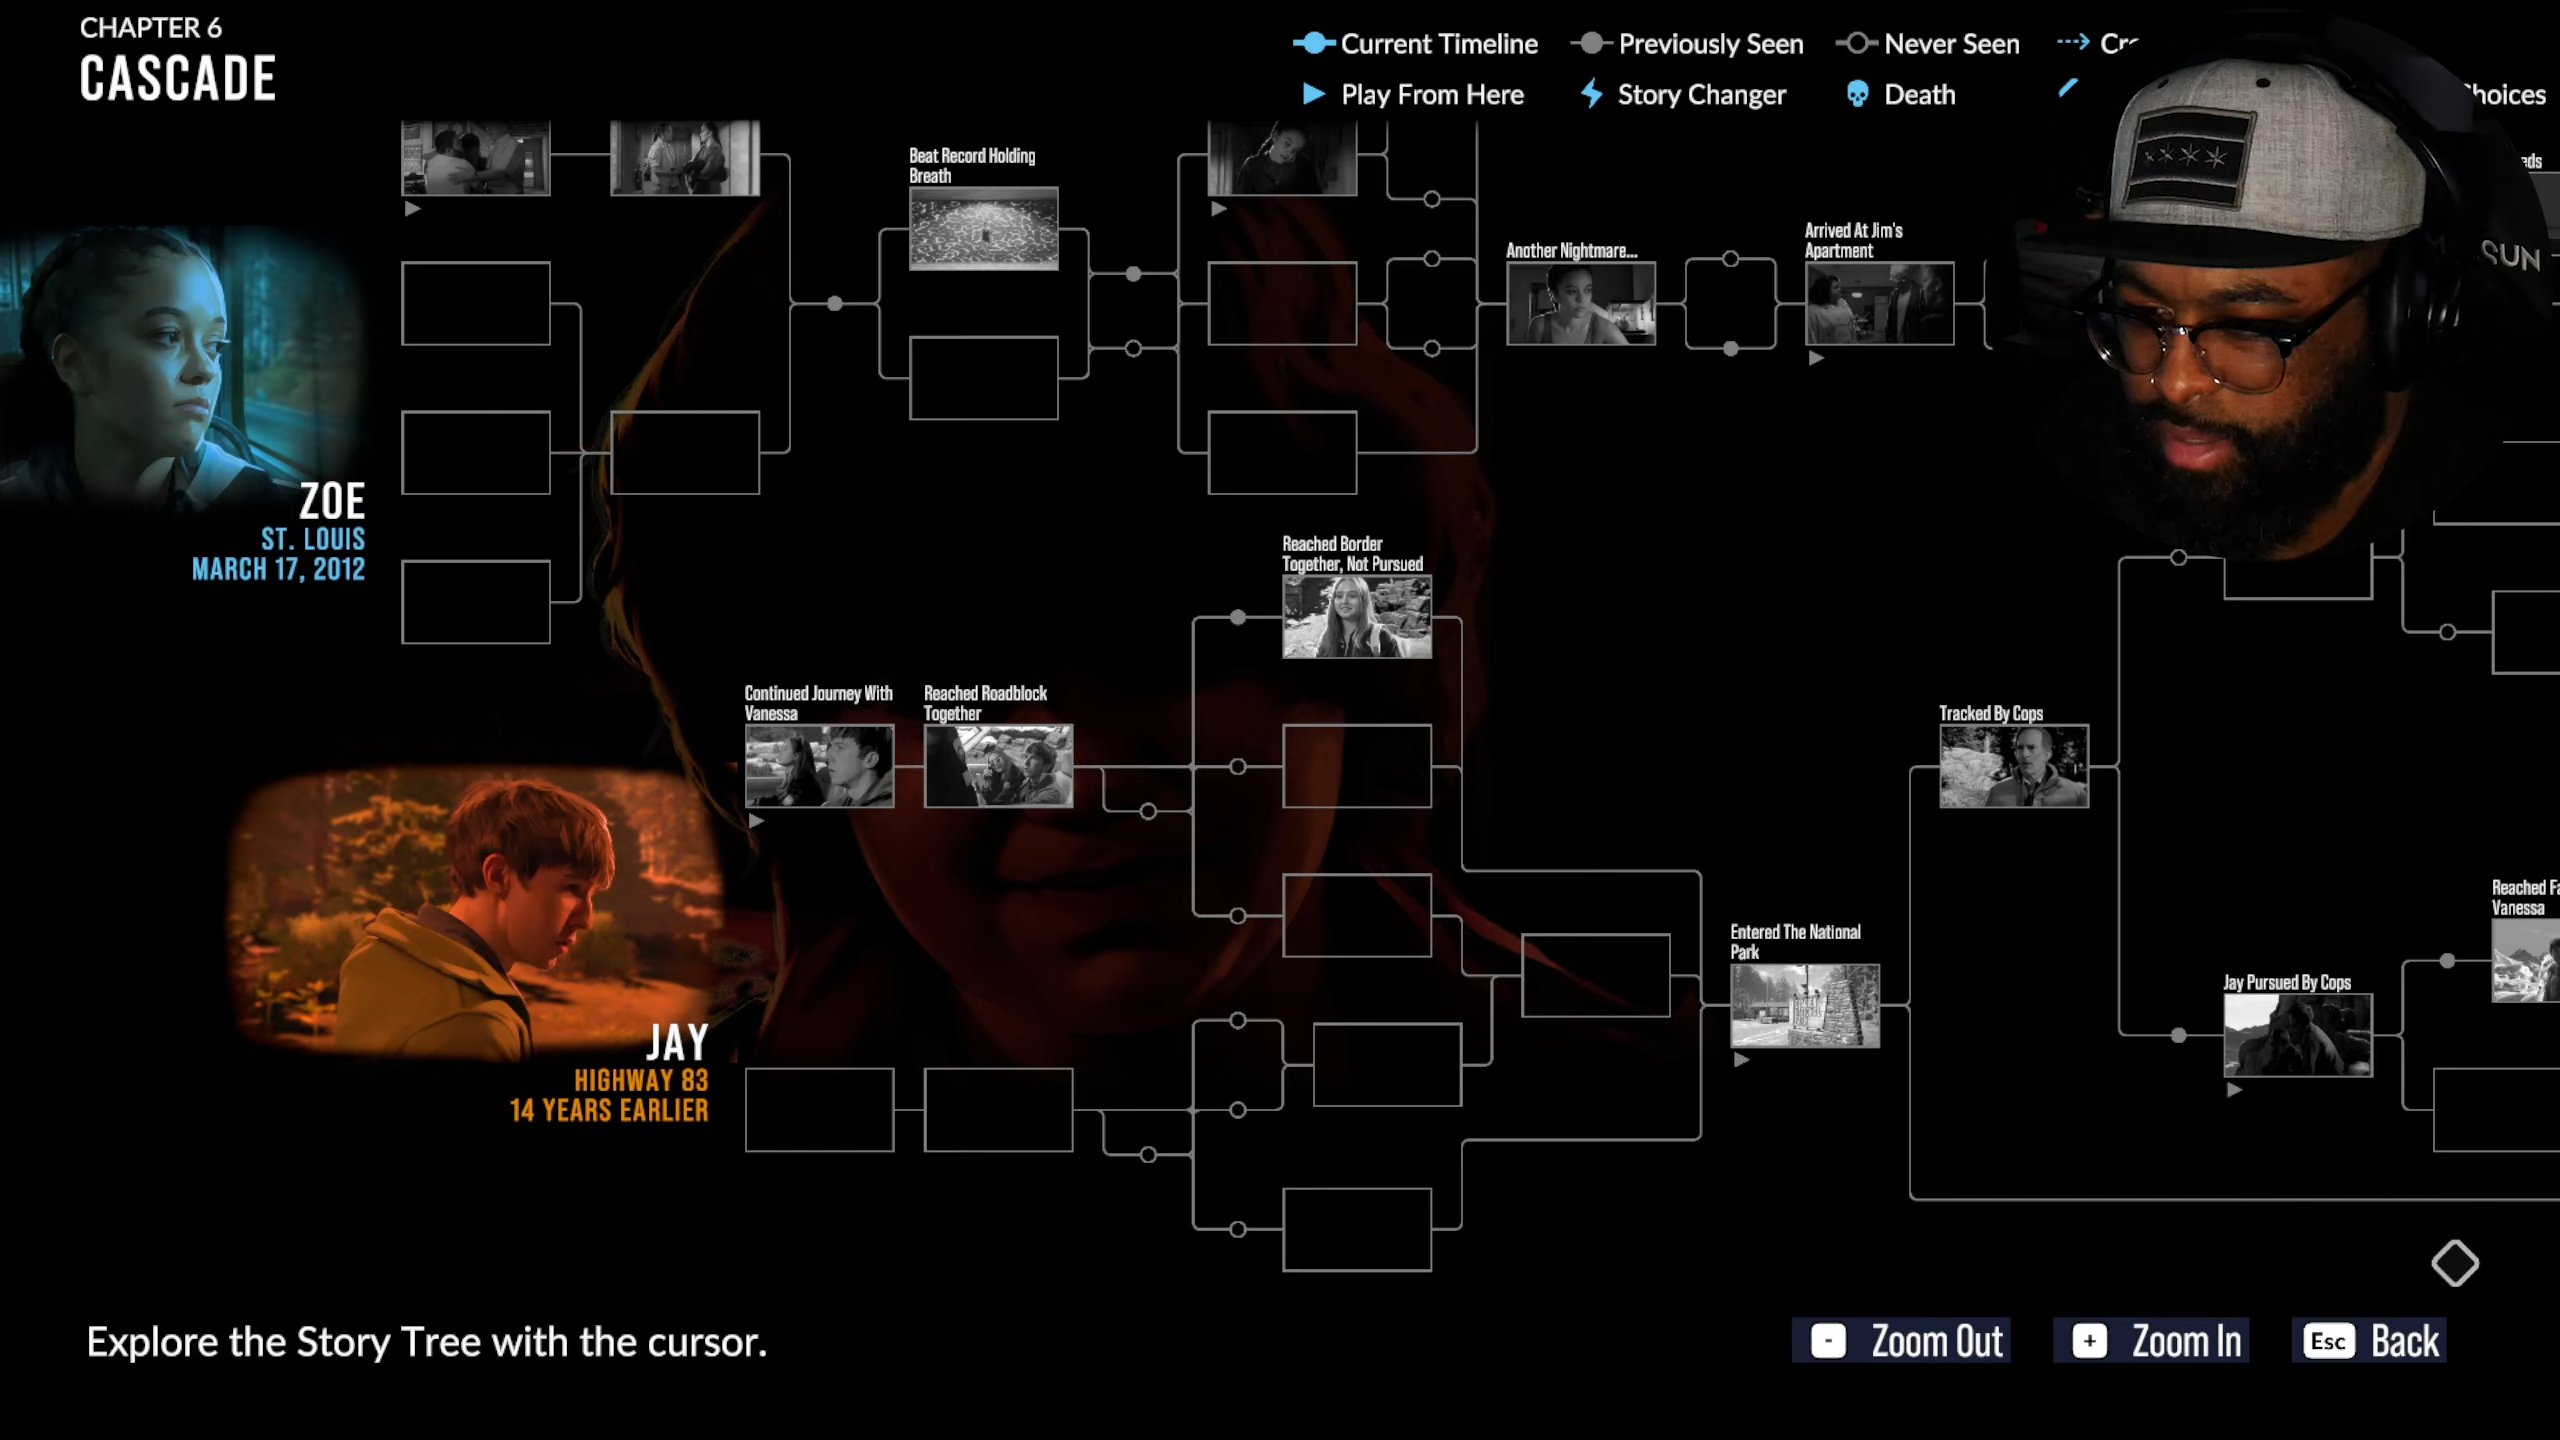 CHAPTER 6
CASCADE
Current Timeline
Previously Seen
Never Seen
Play From Here
Story Changer
Death
Choices
Beat Record Holding
Breath
Another Nightmare...
Arrived At Jim's
Apartment
SUN
ZOE
ST. LOUIS
MARCH 17, 2012
Reached Border
Together, Not Pursued
Continued Journey With
Vanessa
Reached Roadblock
Together
Tracked By Cops
Entered The National
Park
Jay Pursued By Cops
Reached
Vanessa
JAY
HIGHWAY 83
14 YEARS EARLIER
Explore the Story Tree with the cursor.
- Zoom Out
+ Zoom In
Esc Back